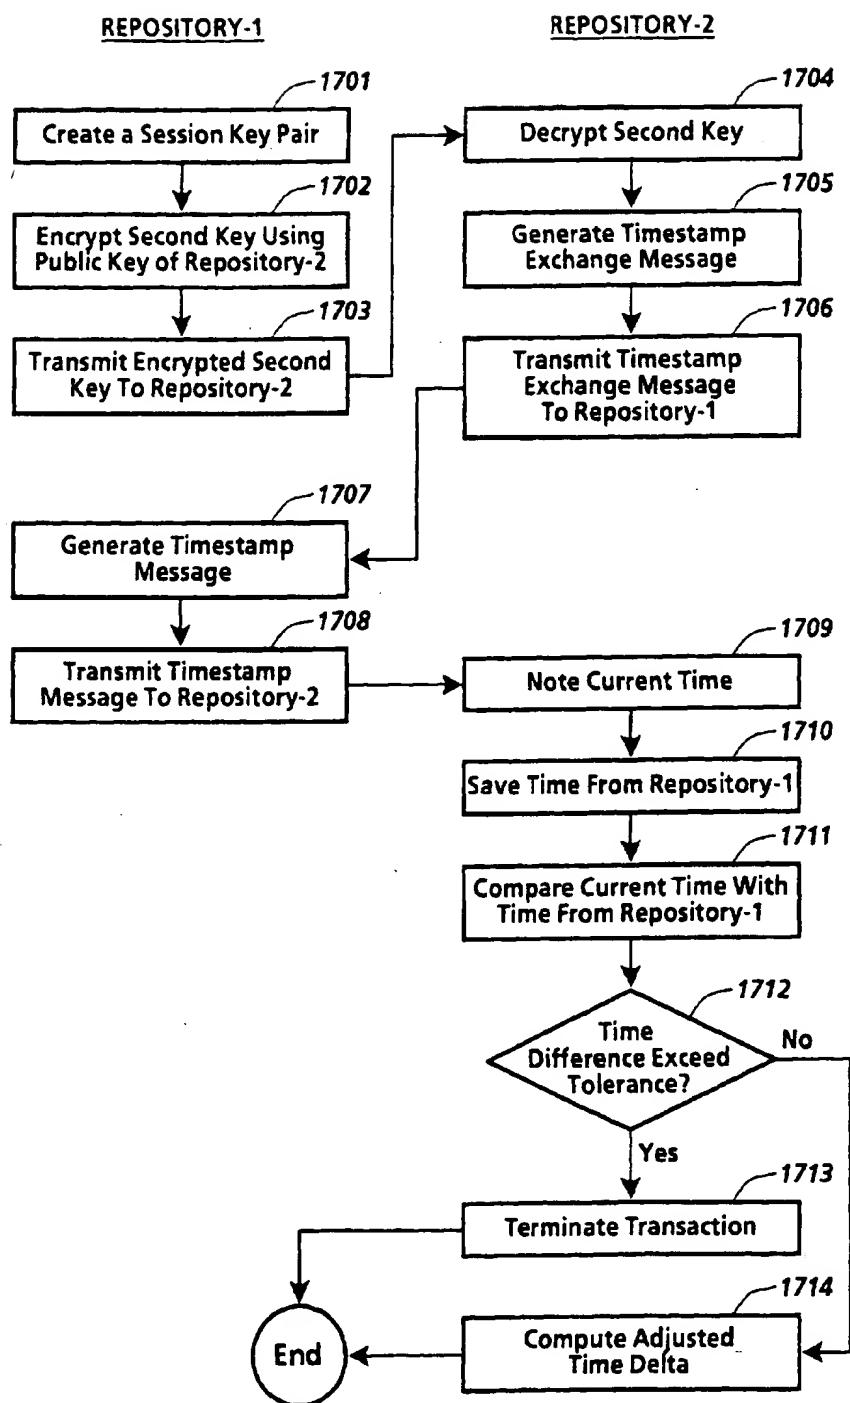 REPOSITORY-1
1701
Create a Session Key Pair
1702
Encrypt Second Key Using
Public Key of Repository-2
1703
Transmit Encrypted Second
Key To Repository-2
REPOSITORY-2
1704
Decrypt Second Key
1705
Generate Timestamp
Exchange Message
1706
Transmit Timestamp
Exchange Message
To Repository-1
1707
Generate Timestamp
Message
1708
Transmit Timestamp
Message To Repository-2
1709
Note Current Time
1710
Save Time From Repository-1
1711
Compare Current Time With
Time From Repository-1
1712
Time
Difference Exceed
Tolerance?
No
Yes
1713
Terminate Transaction
1714
Compute Adjusted
Time Delta
End